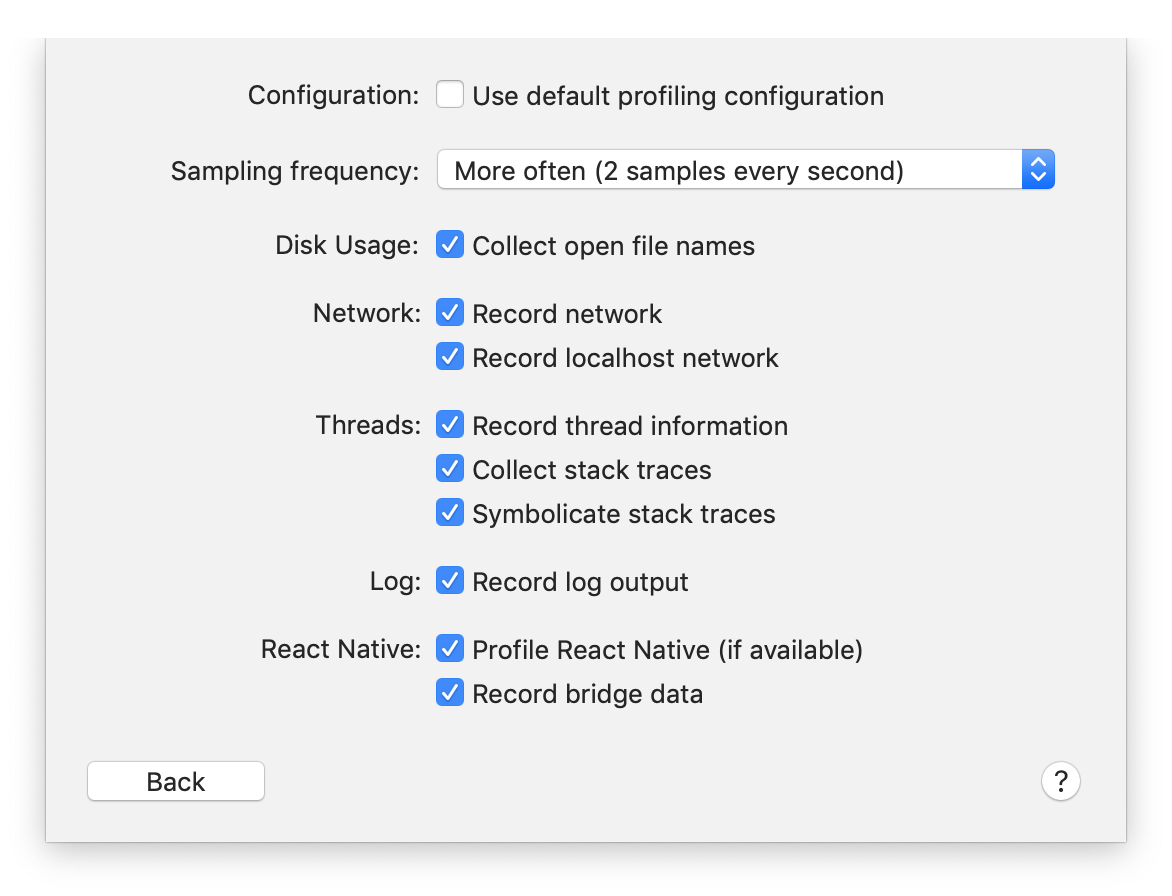 Configuration: Use default profiling configuration
Sampling frequency: More often (2 samples every second)
Disk Usage: Collect open file names
Network: Record network
Record localhost network
Threads: Record thread information
Collect stack traces
Symbolicate stack traces
Log: Record log output
React Native: Profile React Native (if available)
Record bridge data
Back ?